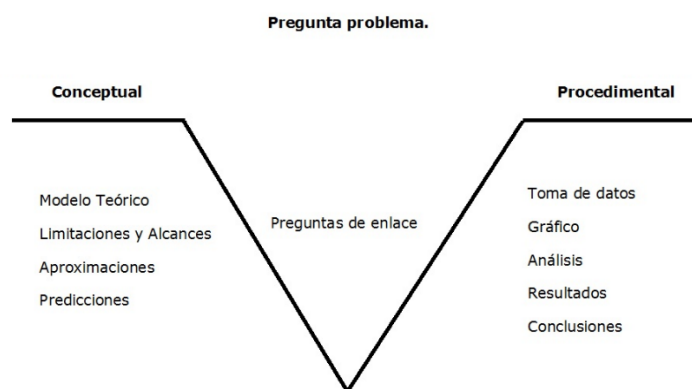 Pregunta problema.
Conceptual
Procedimental
Modelo Teórico
Limitaciones y Alcances
Aproximaciones
Predicciones
Preguntas de enlace
Toma de datos
Gráfico
Análisis
Resultados
Conclusiones